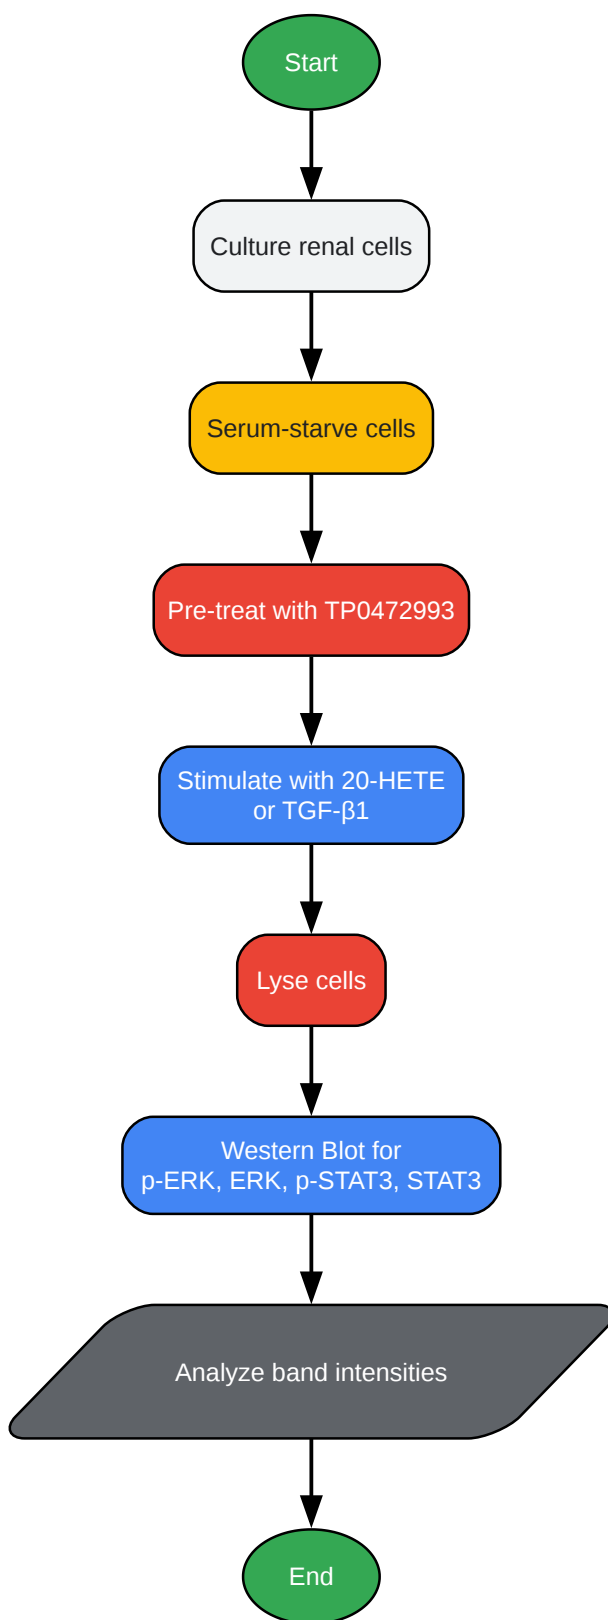 Start
Culture renal cells
Serum-starve cells
Pre-treat with TP0472993
Stimulate with 20-HETE
or TGF-β1
Lyse cells
Western Blot for
p-ERK, ERK, p-STAT3, STAT3
Analyze band intensities
End